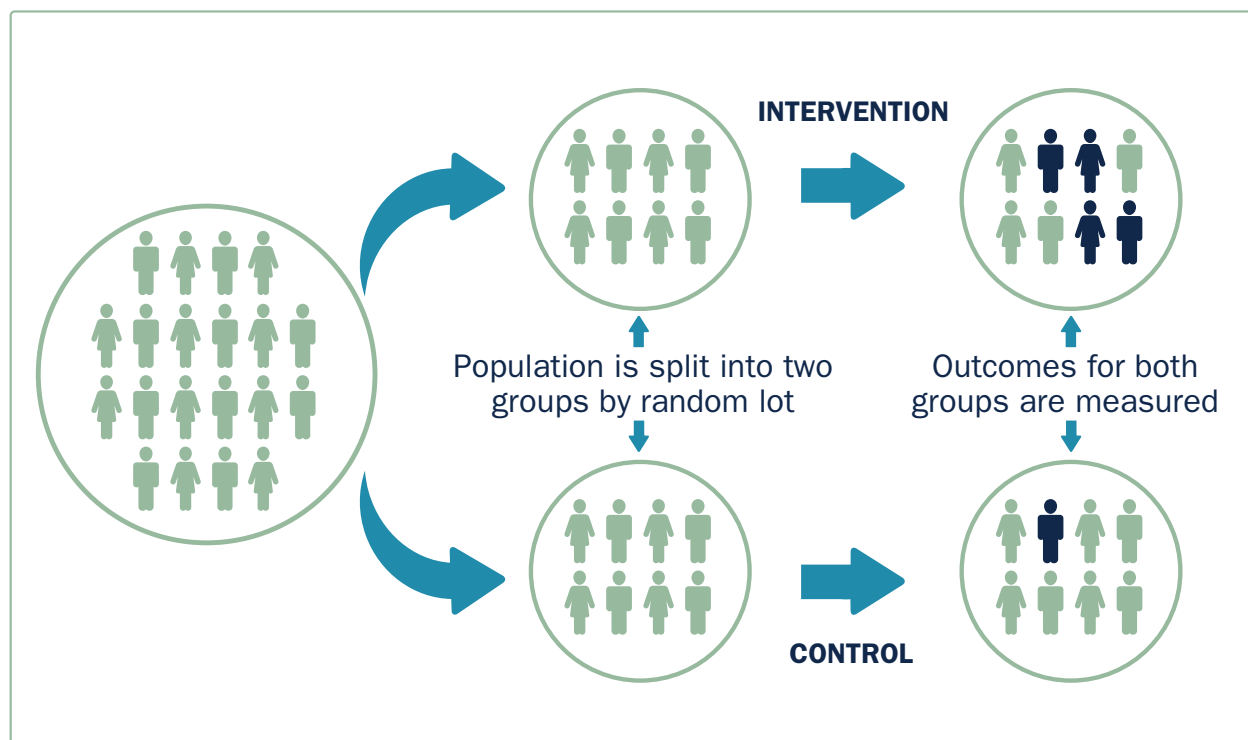 INTERVENTION
Population is split into two
groups by random lot
Outcomes for both
groups are measured
CONTROL